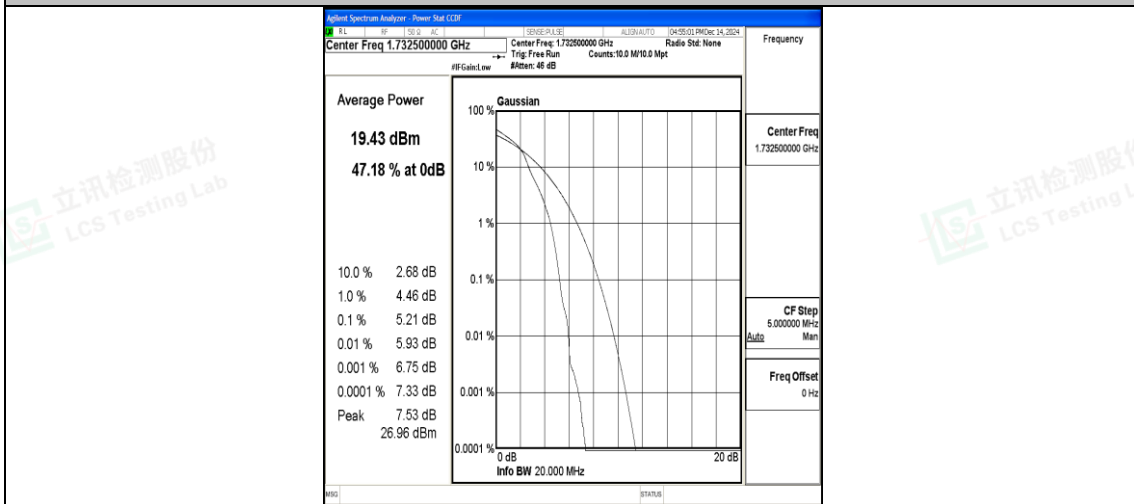 Agilent Spectrum Analyzer - Power Stat CCDF
RL RF 50 Ω AC SENSE:PULSE ALIGNAUTO 04:55:01 PMDec 14, 2024
Center Freq 1.732500000 GHz
Center Freq: 1.732500000 GHz Radio Std: None
Trig: Free Run Counts:10.0 M/10.0 Mpt
#IFGain:Low #Atten: 46 dB
Frequency
Average Power
19.43 dBm
47.18 % at 0dB
10.0 % 2.68 dB
1.0 % 4.46 dB
0.1 % 5.21 dB
0.01 % 5.93 dB
0.001 % 6.75 dB
0.0001 % 7.33 dB
Peak 7.53 dB
26.96 dBm
Gaussian
100 %
10 %
1 %
0.1 %
0.01 %
0.001 %
0.0001 %
0 dB 20 dB
Info BW 20.000 MHz
Center Freq
1.732500000 GHz
CF Step
5.000000 MHz
Auto Man
Freq Offset
0 Hz
MSG STATUS
立讯检测股份
LCS Testing Lab
立讯检测股份
LCS Testing L